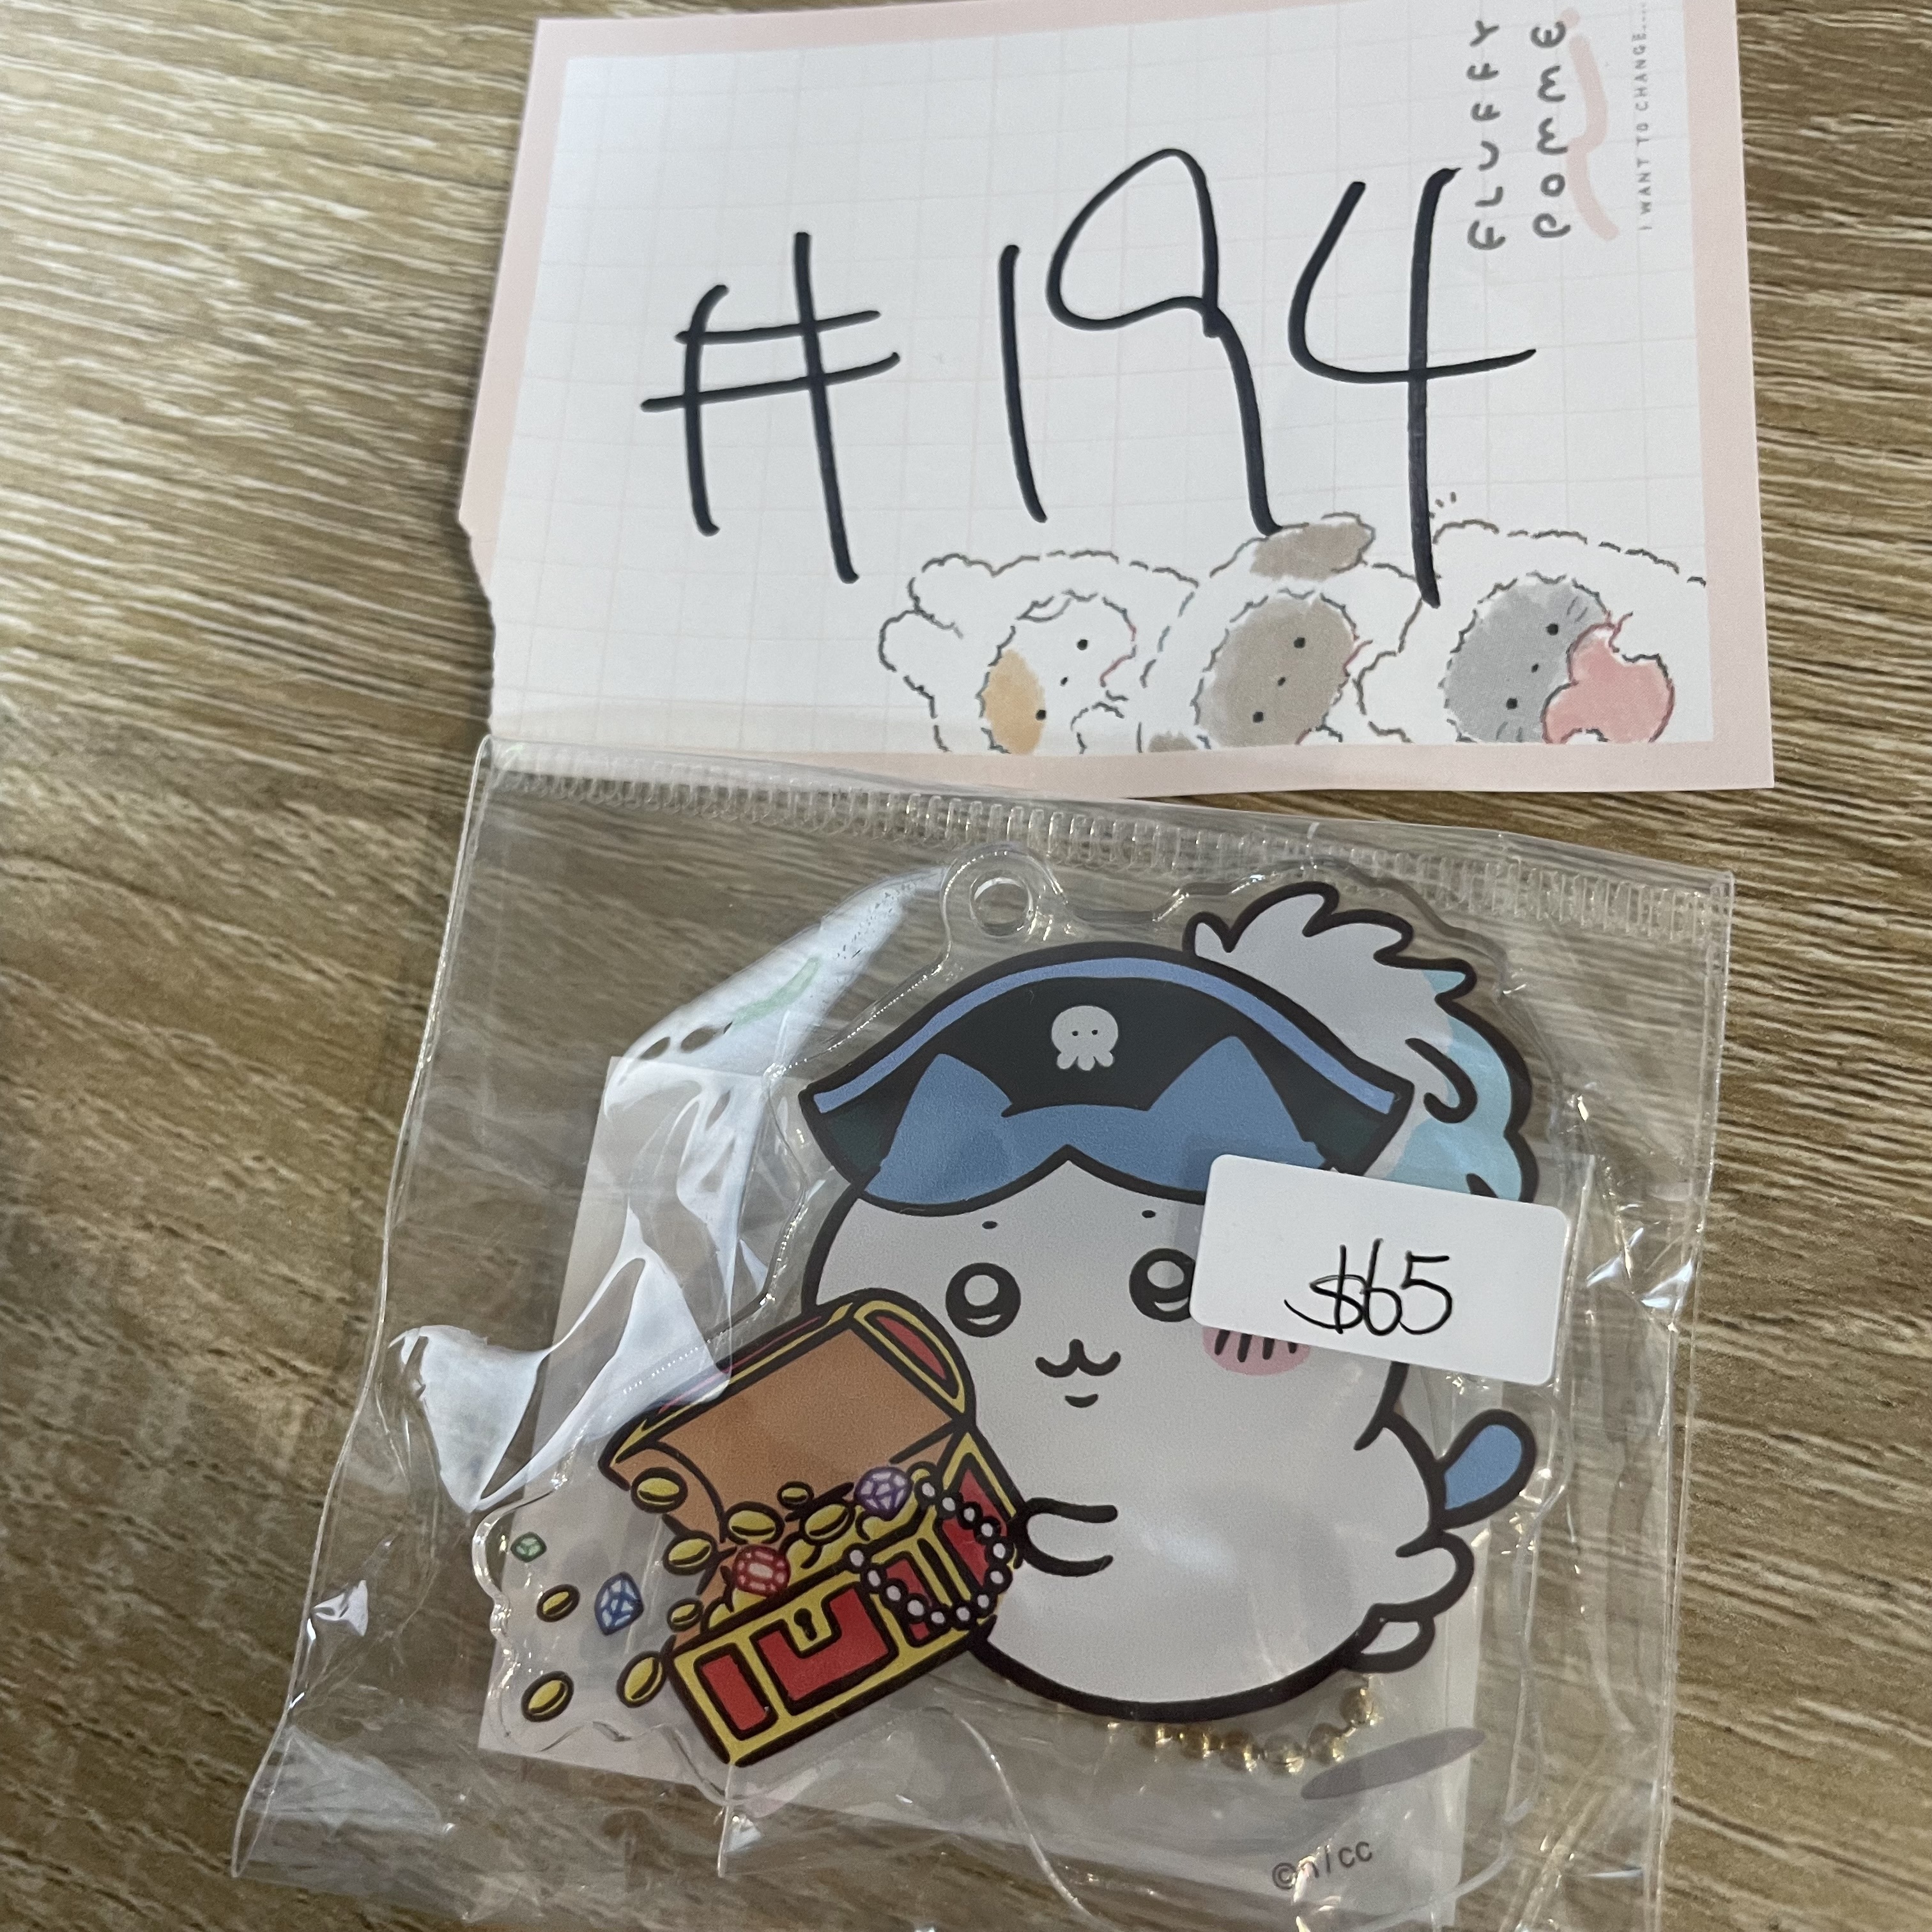 #194
FLUFFY
POMME
I WANT TO CHANGE...
$65
©n/cc